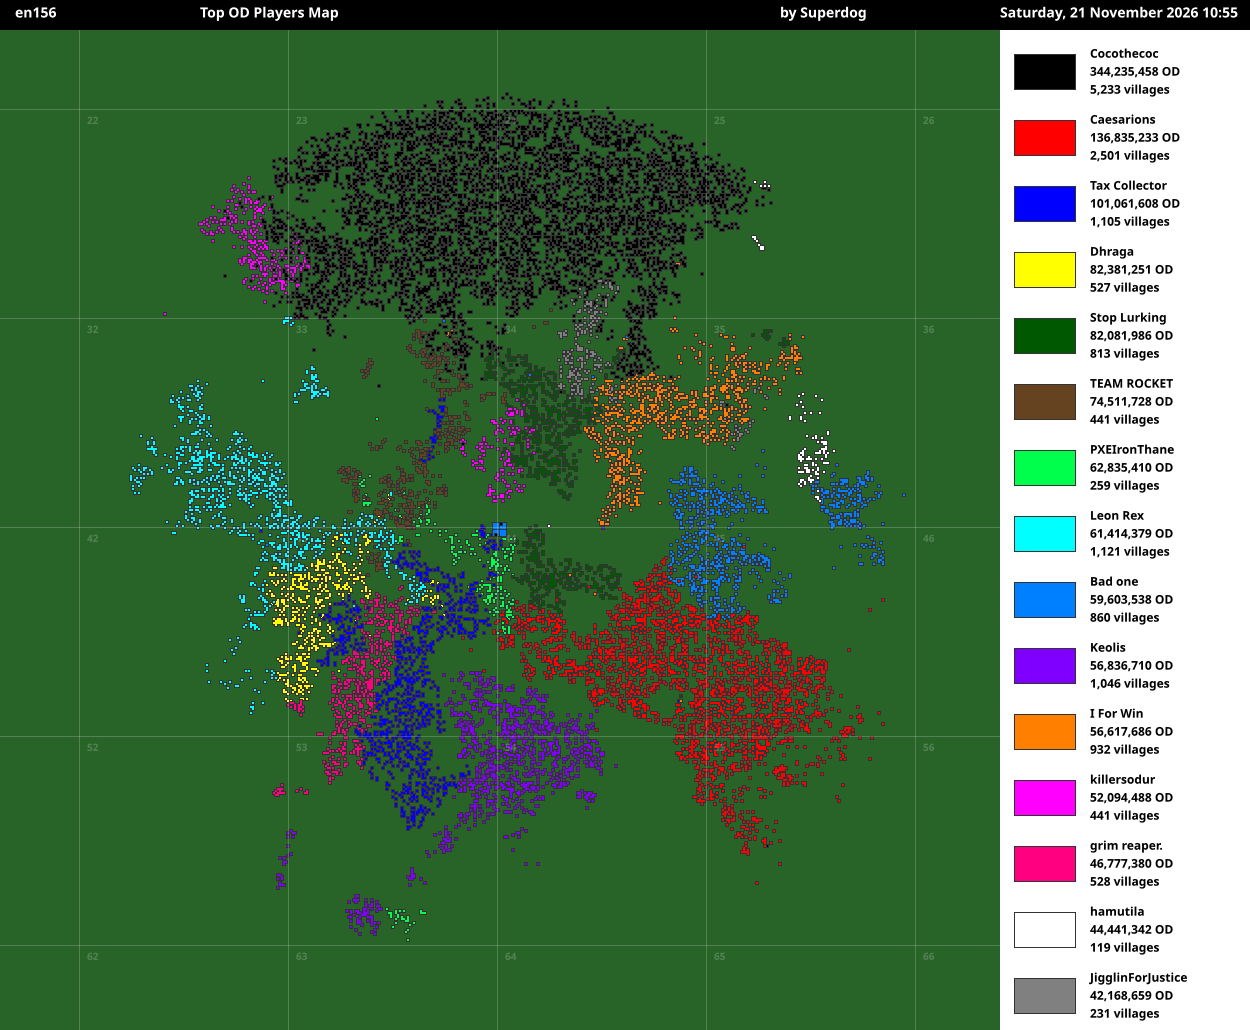 en156 Top OD Players Map by Superdog Saturday, 21 November 2026 10:55
Cocothecoc
344,235,458 OD
5,233 villages
22 23 25 26
Caesarions
136,835,233 OD
2,501 villages
Tax Collector
101,061,608 OD
1,105 villages
Dhraga
82,381,251 OD
527 villages
Stop Lurking
82,081,986 OD
813 villages
32 33 34 35 36
TEAM ROCKET
74,511,728 OD
441 villages
PXEIronThane
62,835,410 OD
259 villages
Leon Rex
61,414,379 OD
1,121 villages
42 46
Bad one
59,603,538 OD
860 villages
Keolis
56,836,710 OD
1,046 villages
I For Win
56,617,686 OD
932 villages
52 53 56
killersodur
52,094,488 OD
441 villages
grim reaper.
46,777,380 OD
528 villages
hamutila
44,441,342 OD
119 villages
62 63 64 65 66
JigglinForJustice
42,168,659 OD
231 villages